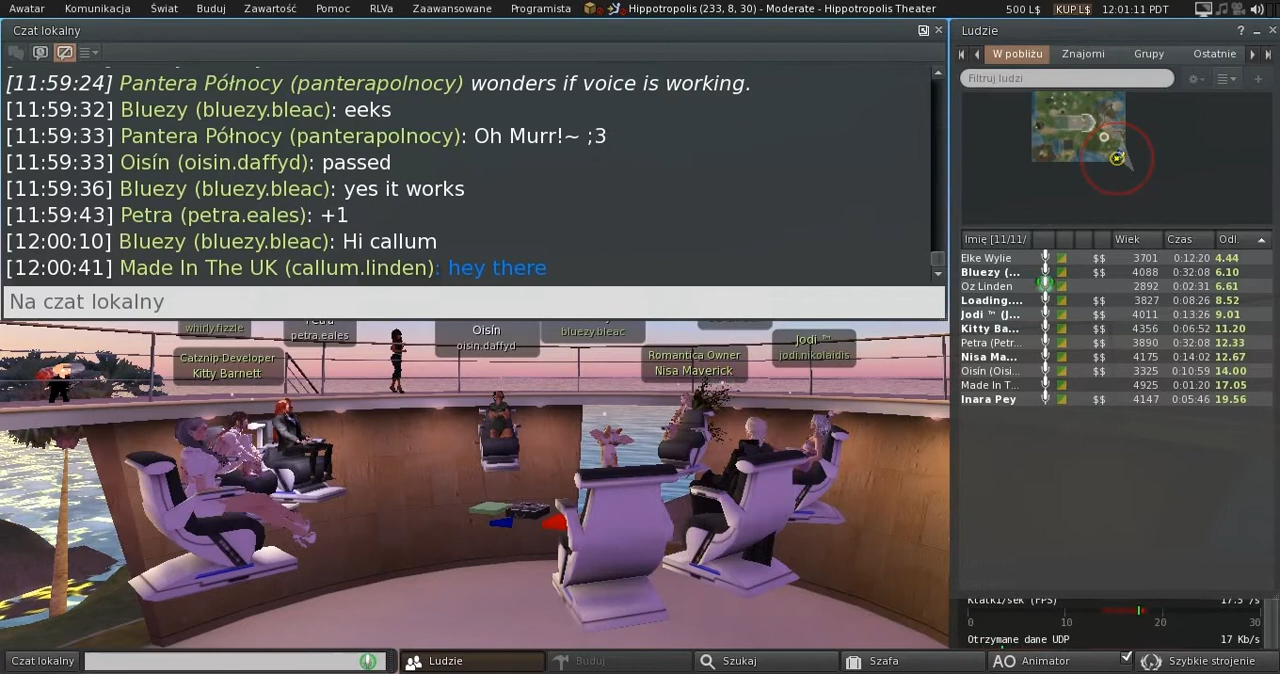 Awatar Komunikacja Świat Buduj Zawartość Pomoc RLVa Zaawansowane Programista Hippotropolis (233, 8, 30) - Moderate - Hippotropolis Theater 500 L$ KUP L$ 12:01:11 PDT
Czat lokalny
[11:59:24] Pantera Północy (panterapolnocy) wonders if voice is working.
[11:59:32] Bluezy (bluezy.bleac): eeks
[11:59:33] Pantera Północy (panterapolnocy): Oh Murr!~ ;3
[11:59:33] Oisín (oisin.daffyd): passed
[11:59:36] Bluezy (bluezy.bleac): yes it works
[11:59:43] Petra (petra.eales): +1
[12:00:10] Bluezy (bluezy.bleac): Hi callum
[12:00:41] Made In The UK (callum.linden): hey there
Na czat lokalny
whirly.fizzle
Petra
petra.eales
Oisín
oisin.daffyd
bluezy.bleac
Jodi ™
jodi.nikolaidis
Catznip Developer
Kitty Barnett
Romantica Owner
Nisa Maverick
Ludzie
W pobliżu Znajomi Grupy Ostatnie
Filtruj ludzi
Imię [11/11/ Wiek Czas Odl.
Elke Wylie $$ 3701 0:12:20 4.44
Bluezy (... $$ 4088 0:32:08 6.10
Oz Linden 2892 0:02:31 6.61
Loading.... $$ 3827 0:08:26 8.52
Jodi ™ (J... $$ 4011 0:13:26 9.01
Kitty Ba... $$ 4356 0:06:52 11.20
Petra (Petr... $$ 3890 0:32:08 12.33
Nisa Ma... $$ 4175 0:14:02 12.67
Oisín (Oisi... $$ 3325 0:10:59 14.00
Made In T... 4925 0:01:20 17.05
Inara Pey $$ 4147 0:05:46 19.56
Klatki/sek (FPS) 17.5 /s
0 10 20 30
Otrzymane dane UDP 17 Kb/s
Czat lokalny Ludzie Buduj Szukaj Szafa AO Animator Szybkie strojenie